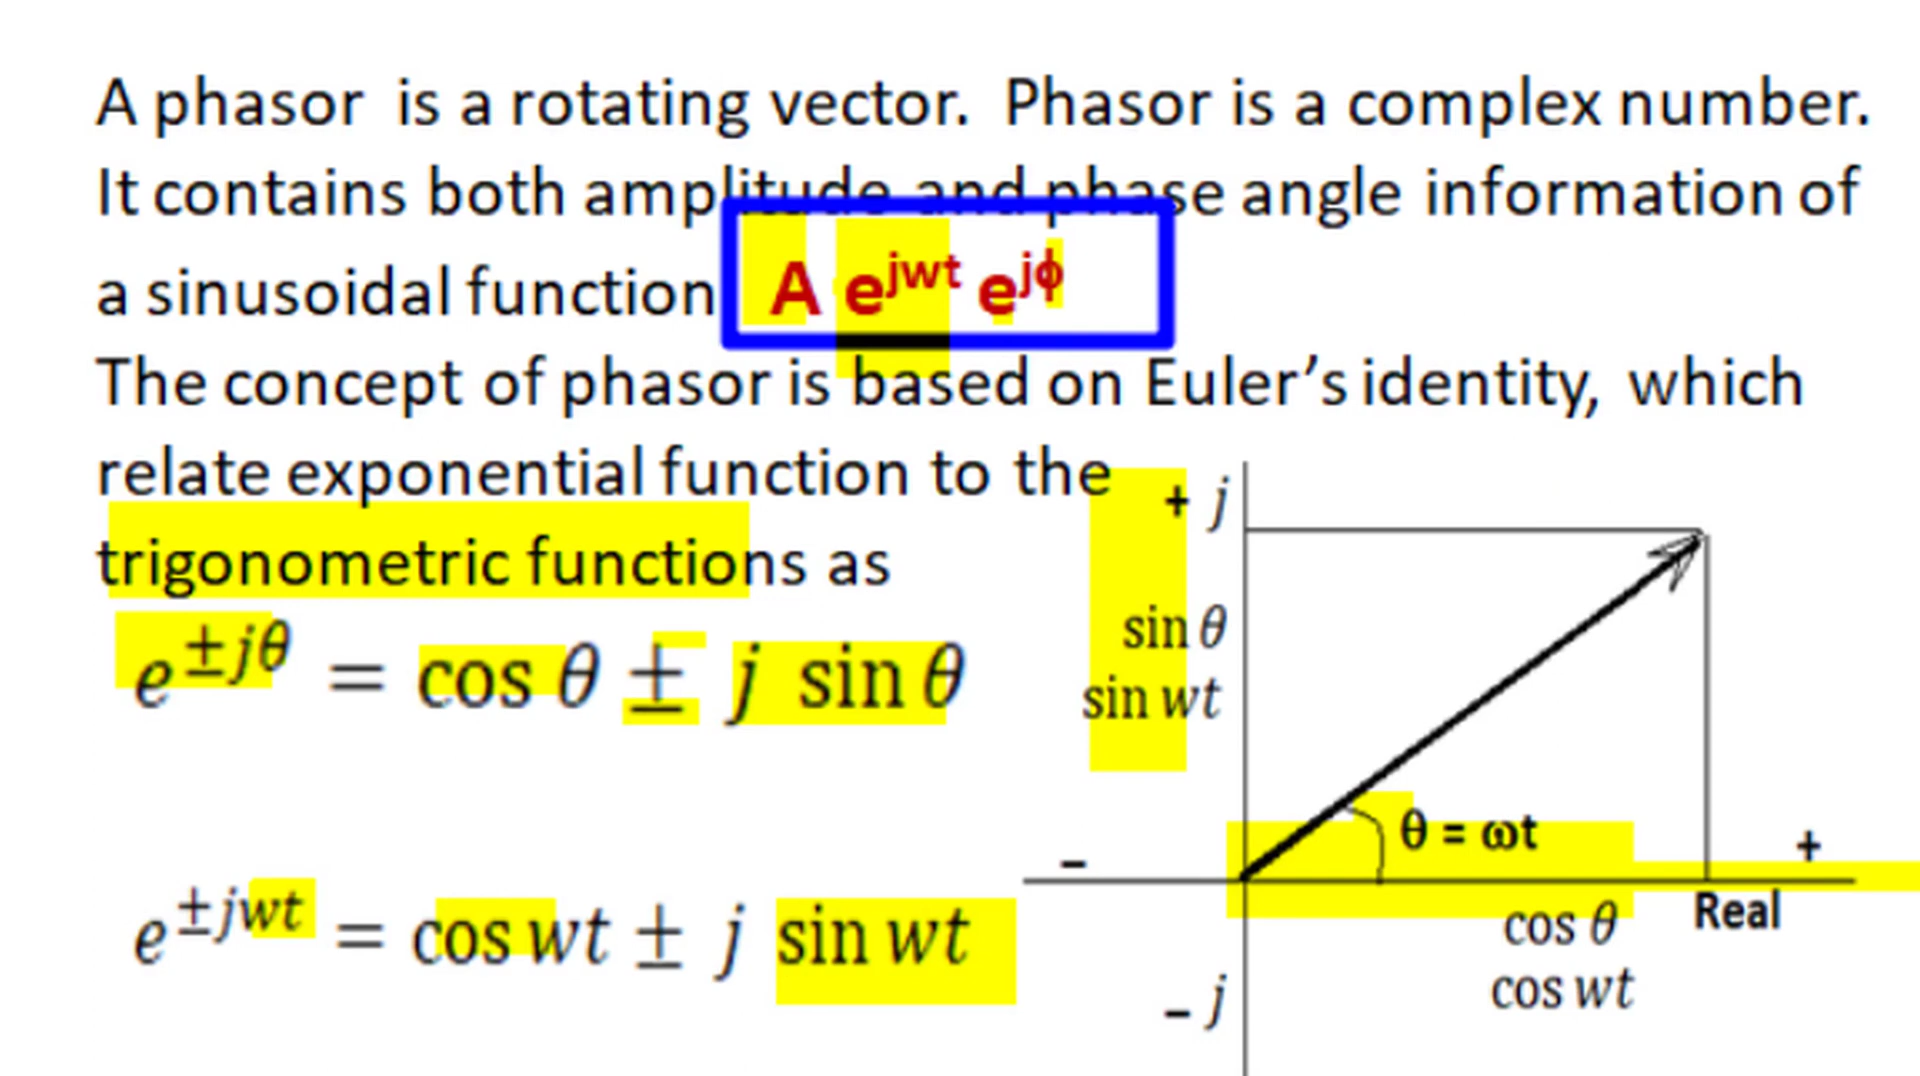 A phasor is a rotating vector. Phasor is a complex number.
It contains both amplitude and phase angle information of
a sinusoidal function A e^jwt e^jϕ
The concept of phasor is based on Euler’s identity, which
relate exponential function to the
trigonometric functions as
e^±jθ = cos θ ± j sin θ
e^±jwt = cos wt ± j sin wt
+ j
sin θ
sin wt
θ = ωt
− +
Real
cos θ
cos wt
− j